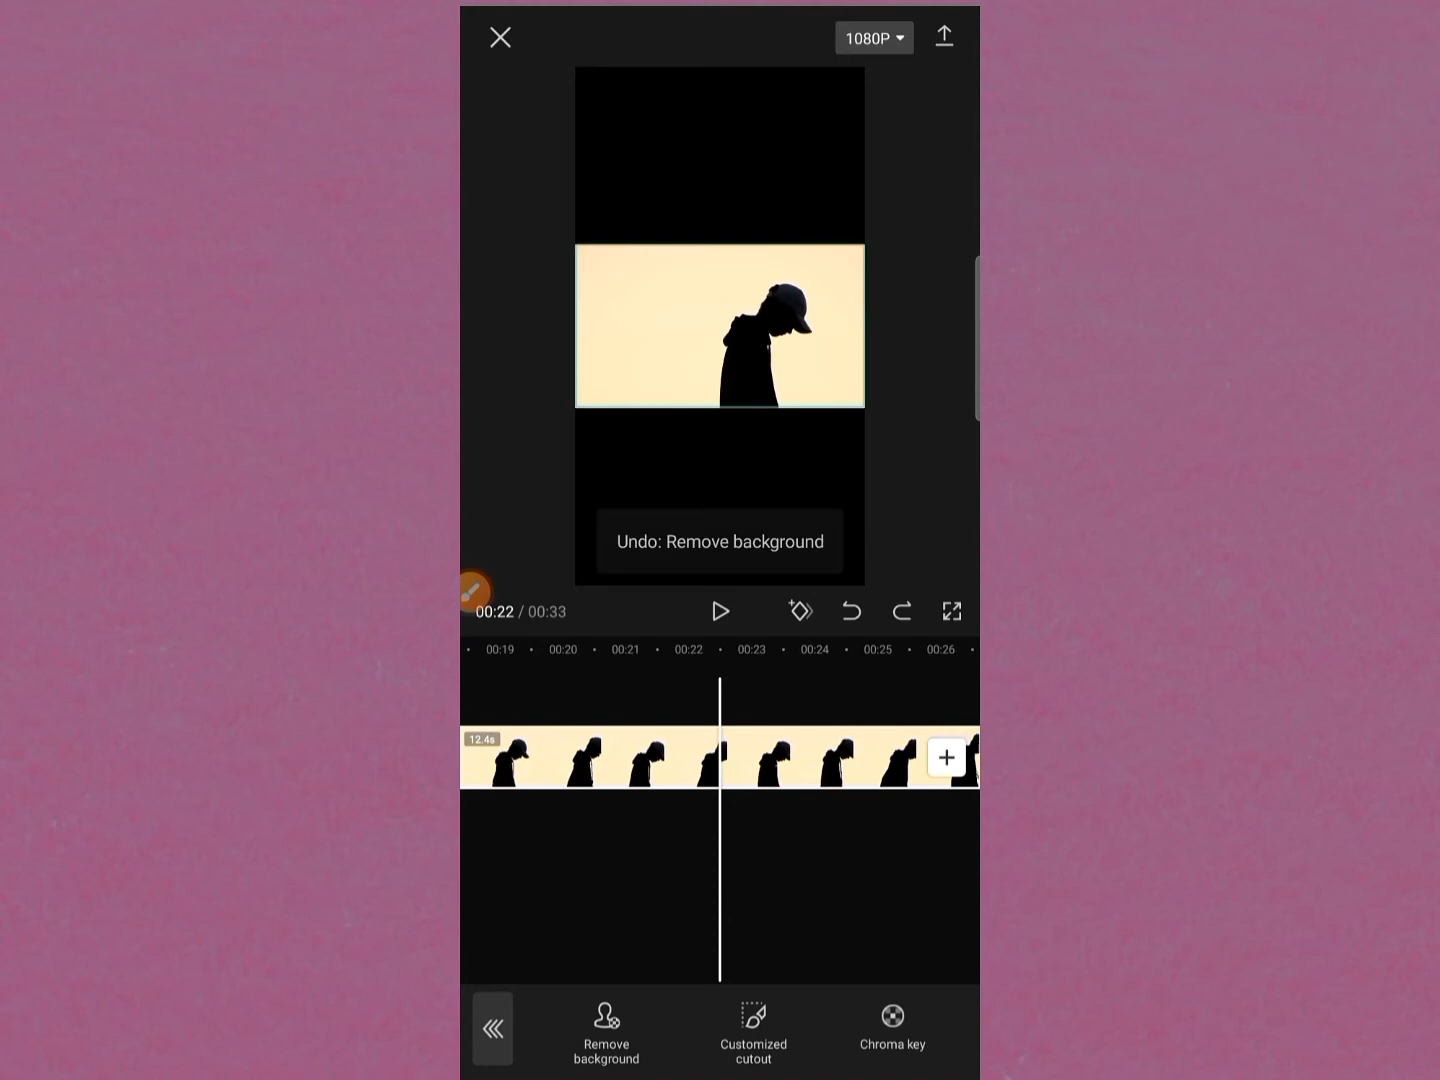 1080P
Undo: Remove background
00:22 / 00:33
00:19 00:20 00:21 00:22 00:23 00:24 00:25 00:26
12.4s
Remove
background
Customized
cutout
Chroma key